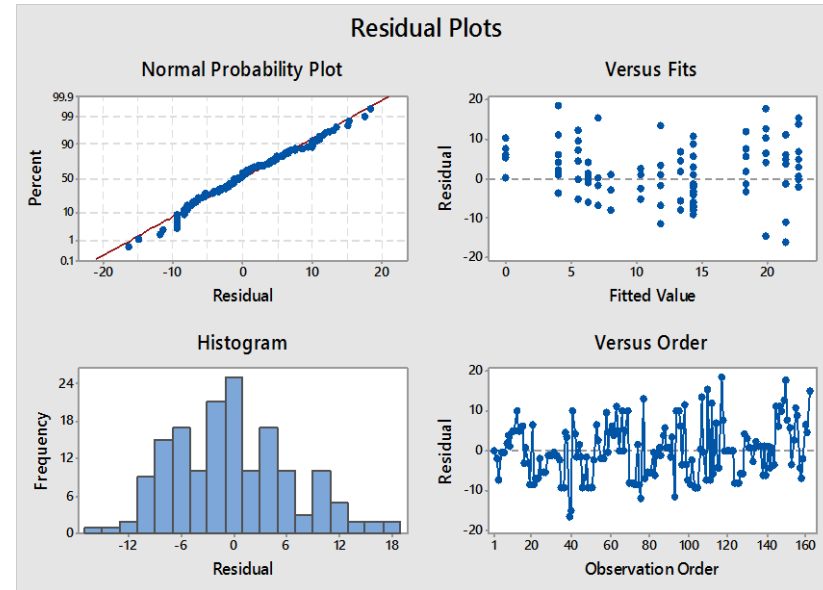 Residual Plots
Normal Probability Plot
99.9
99
90
50
10
1
0.1
Percent
-20 -10 0 10 20
Residual
Versus Fits
20
10
0
-10
-20
Residual
0 5 10 15 20
Fitted Value
Histogram
24
18
12
6
0
Frequency
-12 -6 0 6 12 18
Residual
Versus Order
20
10
0
-10
-20
Residual
1 20 40 60 80 100 120 140 160
Observation Order